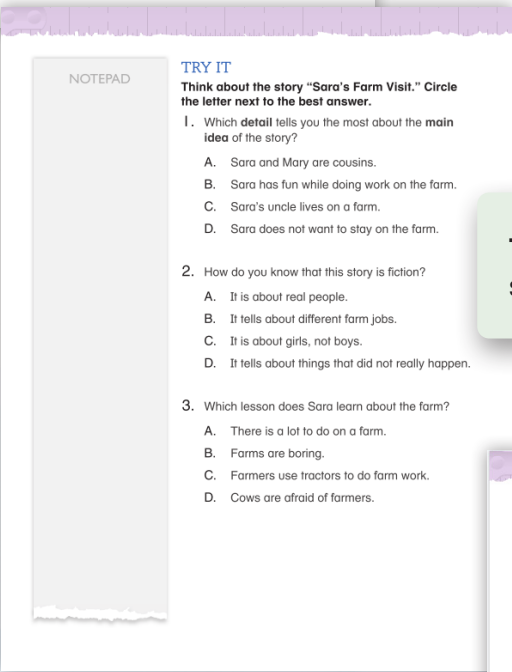 NOTEPAD
TRY IT
Think about the story “Sara’s Farm Visit.” Circle
the letter next to the best answer.
1. Which detail tells you the most about the main
idea of the story?
A. Sara and Mary are cousins.
B. Sara has fun while doing work on the farm.
C. Sara’s uncle lives on a farm.
D. Sara does not want to stay on the farm.
2. How do you know that this story is fiction?
A. It is about real people.
B. It tells about different farm jobs.
C. It is about girls, not boys.
D. It tells about things that did not really happen.
3. Which lesson does Sara learn about the farm?
A. There is a lot to do on a farm.
B. Farms are boring.
C. Farmers use tractors to do farm work.
D. Cows are afraid of farmers.